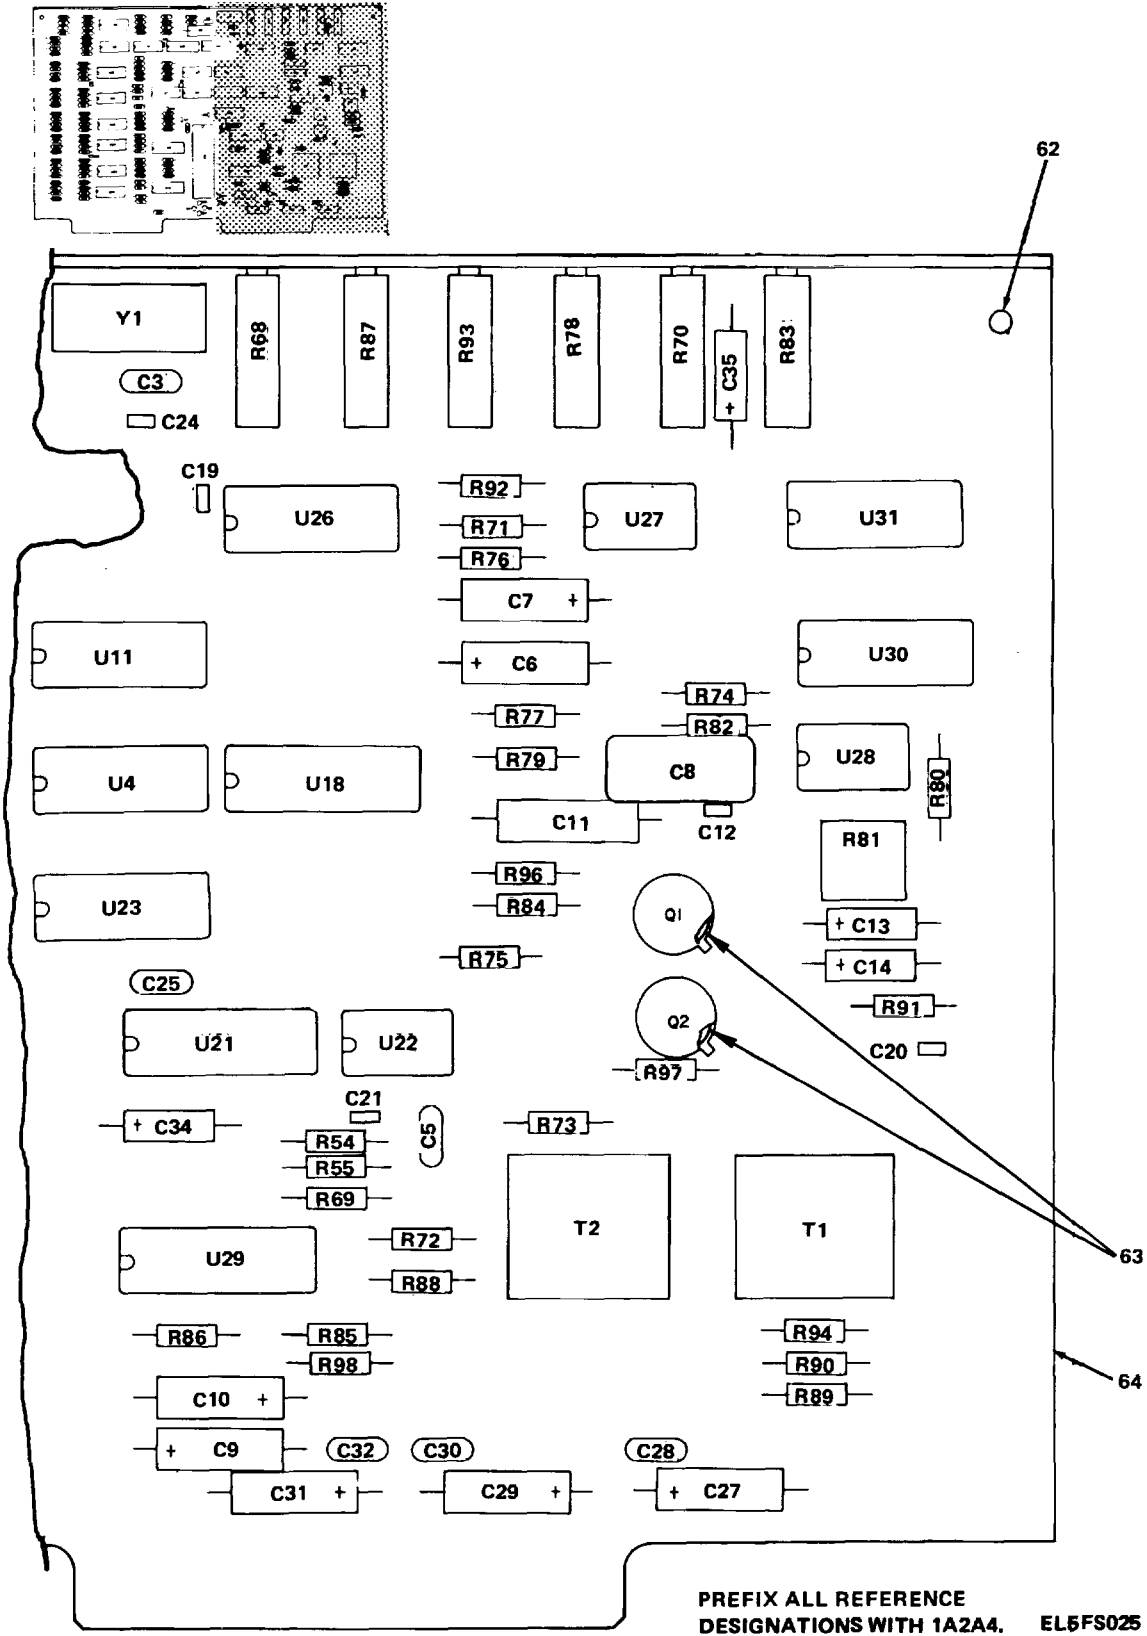 62
Y1
R68
R87
R93
R78
R70
C35
+
R83
C3
C24
C19
U26
R92
R71
R76
U27
U31
C7 +
+ C6
U11
U30
R74
R82
R77
R79
C8
U28
R80
U4
U18
C11
C12
R81
R96
R84
U23
Q1
+ C13
+ C14
R75
C25
Q2
R91
U21
U22
C20
R97
C21
+ C34
C5
R73
R54
R55
R69
T2
T1
R72
U29
63
R88
R86
R85
R98
R94
R90
R89
64
C10 +
+ C9
C32
C30
C28
C31 +
C29 +
+ C27
PREFIX ALL REFERENCE
DESIGNATIONS WITH 1A2A4.
EL5FS025